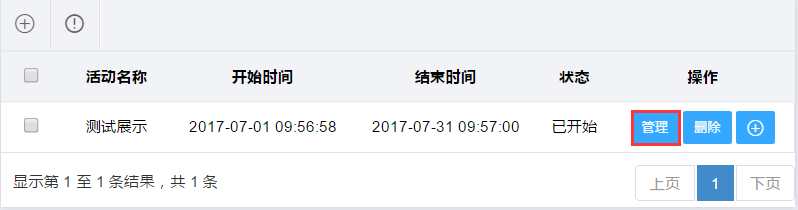 活动名称 开始时间 结束时间 状态 操作
测试展示 2017-07-01 09:56:58 2017-07-31 09:57:00 已开始 管理 删除
显示第 1 至 1 条结果，共 1 条 上页 1 下页